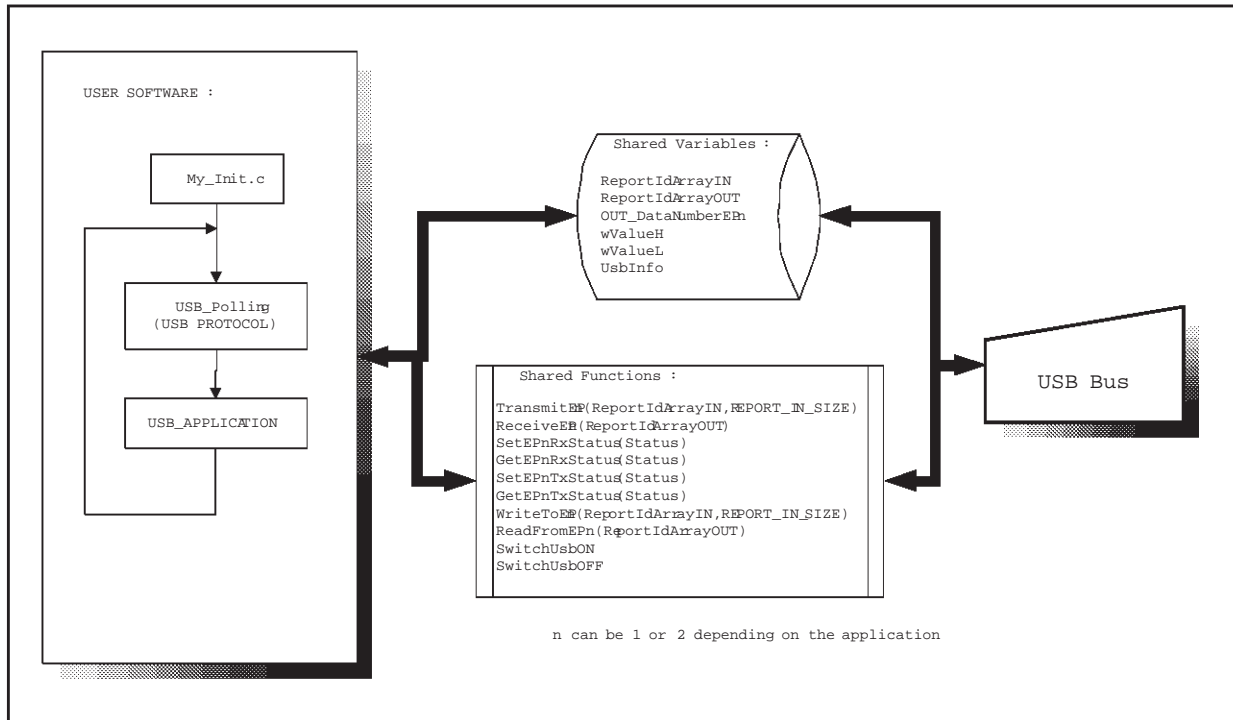 USER SOFTWARE :
My_Init.c
USB_Polling
(USB PROTOCOL)
USB_APPLICATION
Shared Variables :
ReportIdArrayIN
ReportIdArrayOUT
OUT_DataNumberEPn
wValueH
wValueL
UsbInfo
Shared Functions :
TransmitEPn(ReportIdArrayIN,REPORT_IN_SIZE)
ReceiveEPn(ReportIdArrayOUT)
SetEPnRxStatus(Status)
GetEPnRxStatus(Status)
SetEPnTxStatus(Status)
GetEPnTxStatus(Status)
WriteToEPn(ReportIdArrayIN,REPORT_IN_SIZE)
ReadFromEPn(ReportIdArrayOUT)
SwitchUsbON
SwitchUsbOFF
USB Bus
n can be 1 or 2 depending on the application